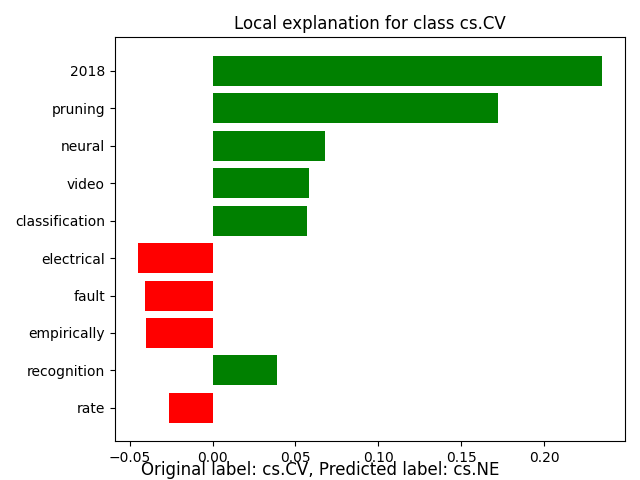 Local explanation for class cs.CV
2018
pruning
neural
video
classification
electrical
fault
empirically
recognition
rate
−0.05 0.00 0.05 0.10 0.15 0.20
Original label: cs.CV, Predicted label: cs.NE